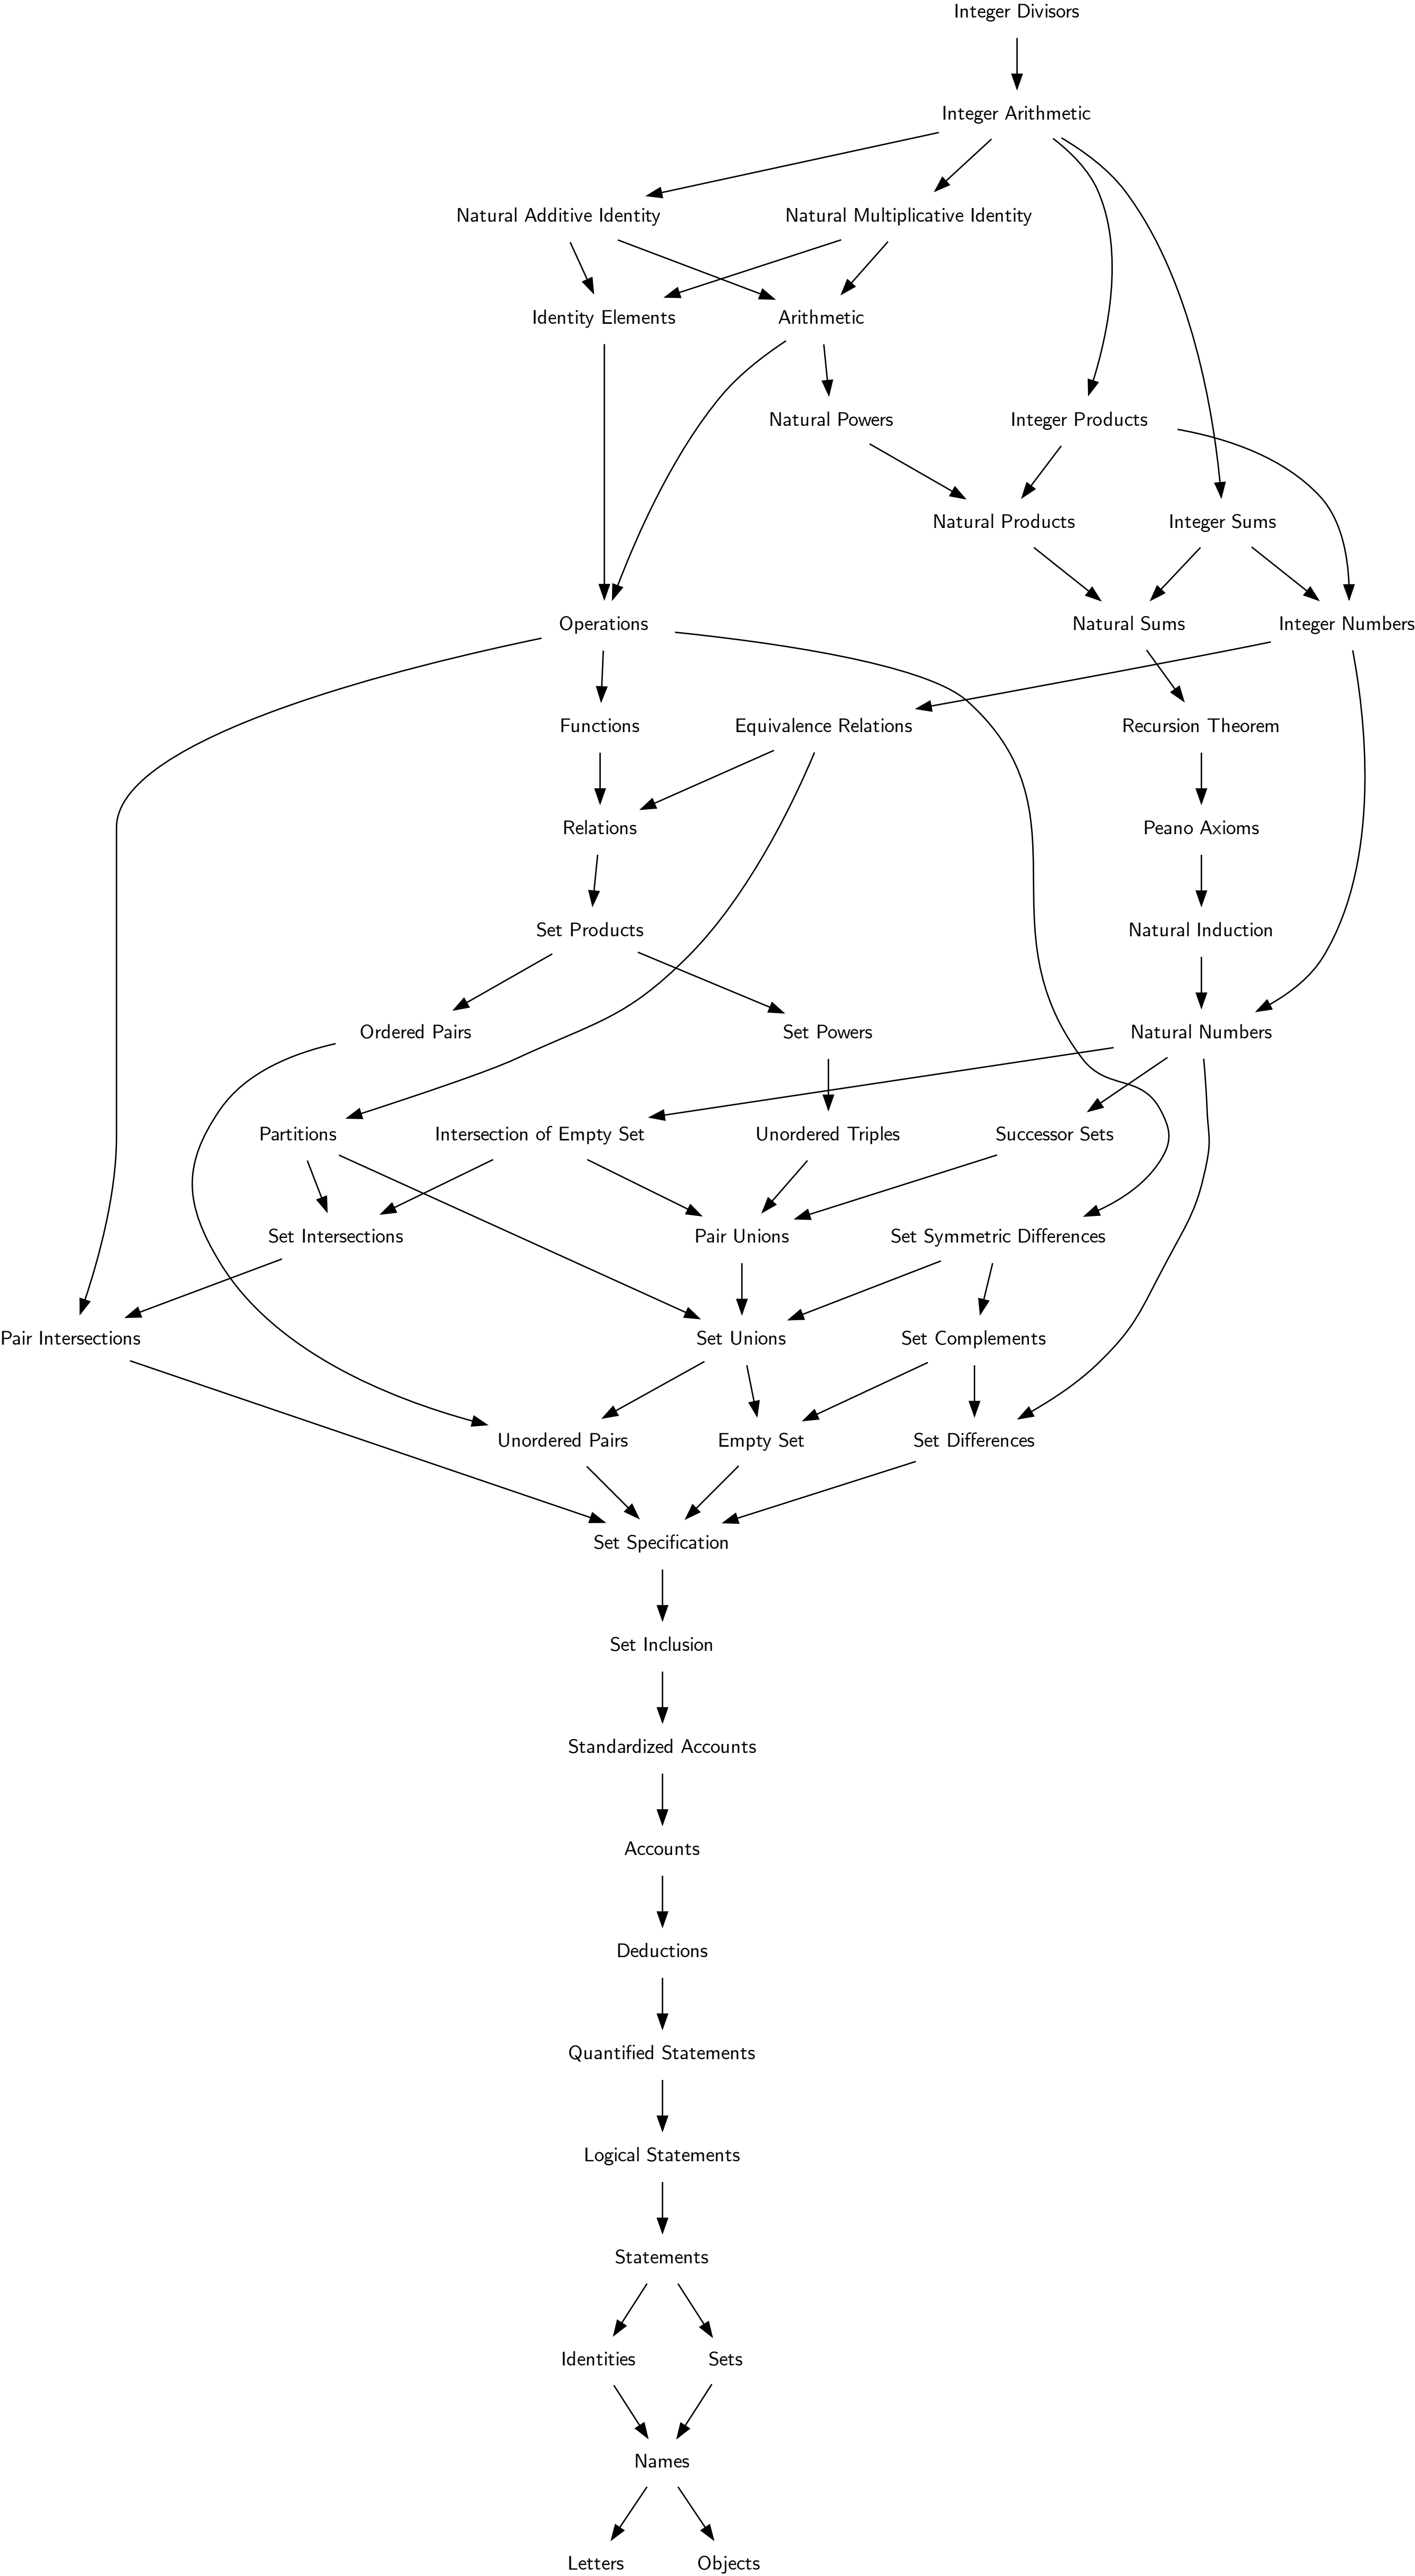 Integer Divisors
Integer Arithmetic
Natural Additive Identity
Natural Multiplicative Identity
Identity Elements
Arithmetic
Natural Powers
Integer Products
Natural Products
Integer Sums
Operations
Natural Sums
Integer Numbers
Functions
Equivalence Relations
Recursion Theorem
Relations
Peano Axioms
Set Products
Natural Induction
Ordered Pairs
Set Powers
Natural Numbers
Partitions
Intersection of Empty Set
Unordered Triples
Successor Sets
Set Intersections
Pair Unions
Set Symmetric Differences
Pair Intersections
Set Unions
Set Complements
Unordered Pairs
Empty Set
Set Differences
Set Specification
Set Inclusion
Standardized Accounts
Accounts
Deductions
Quantified Statements
Logical Statements
Statements
Identities
Sets
Names
Letters
Objects